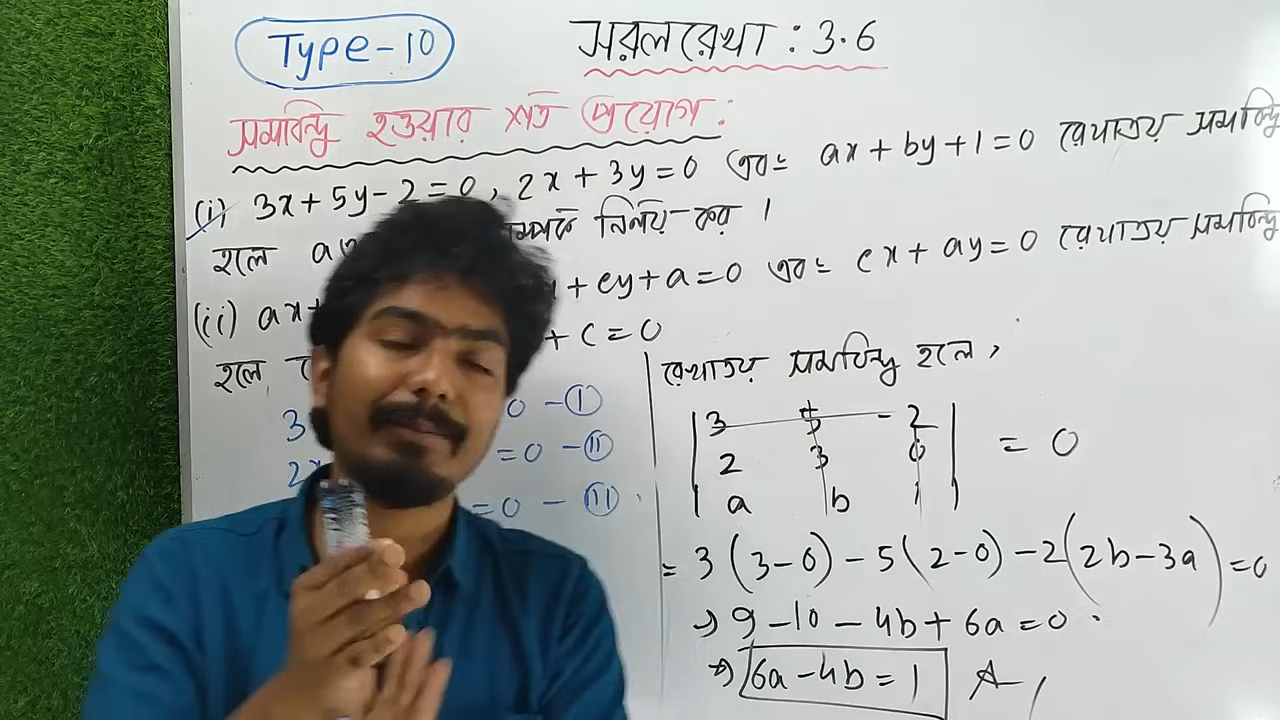 Type-10
সরলরেখা : 3.6
সমবিন্দু হওয়ার শর্ত প্রয়োগ :
(i) 3x + 5y - 2 = 0, 2x + 3y = 0 এবং ax + by + 1 = 0 রেখাত্রয় সমবিন্দু
হলে a নির্ণয় কর ।
(ii) ax + + cy + a = 0 এবং cx + ay = 0 রেখাত্রয় সমবিন্দু
হলে + c = 0
3 0 - (i)
2x = 0 - (ii)
= 0 - (iii)
রেখাত্রয় সমবিন্দু হলে,
| 3 5 -2 |
| 2 3 0 | = 0
| a b 1 |
= 3(3-0) - 5(2-0) - 2(2b-3a) = 0
⇒ 9 - 10 - 4b + 6a = 0
⇒ 6a - 4b = 1 A